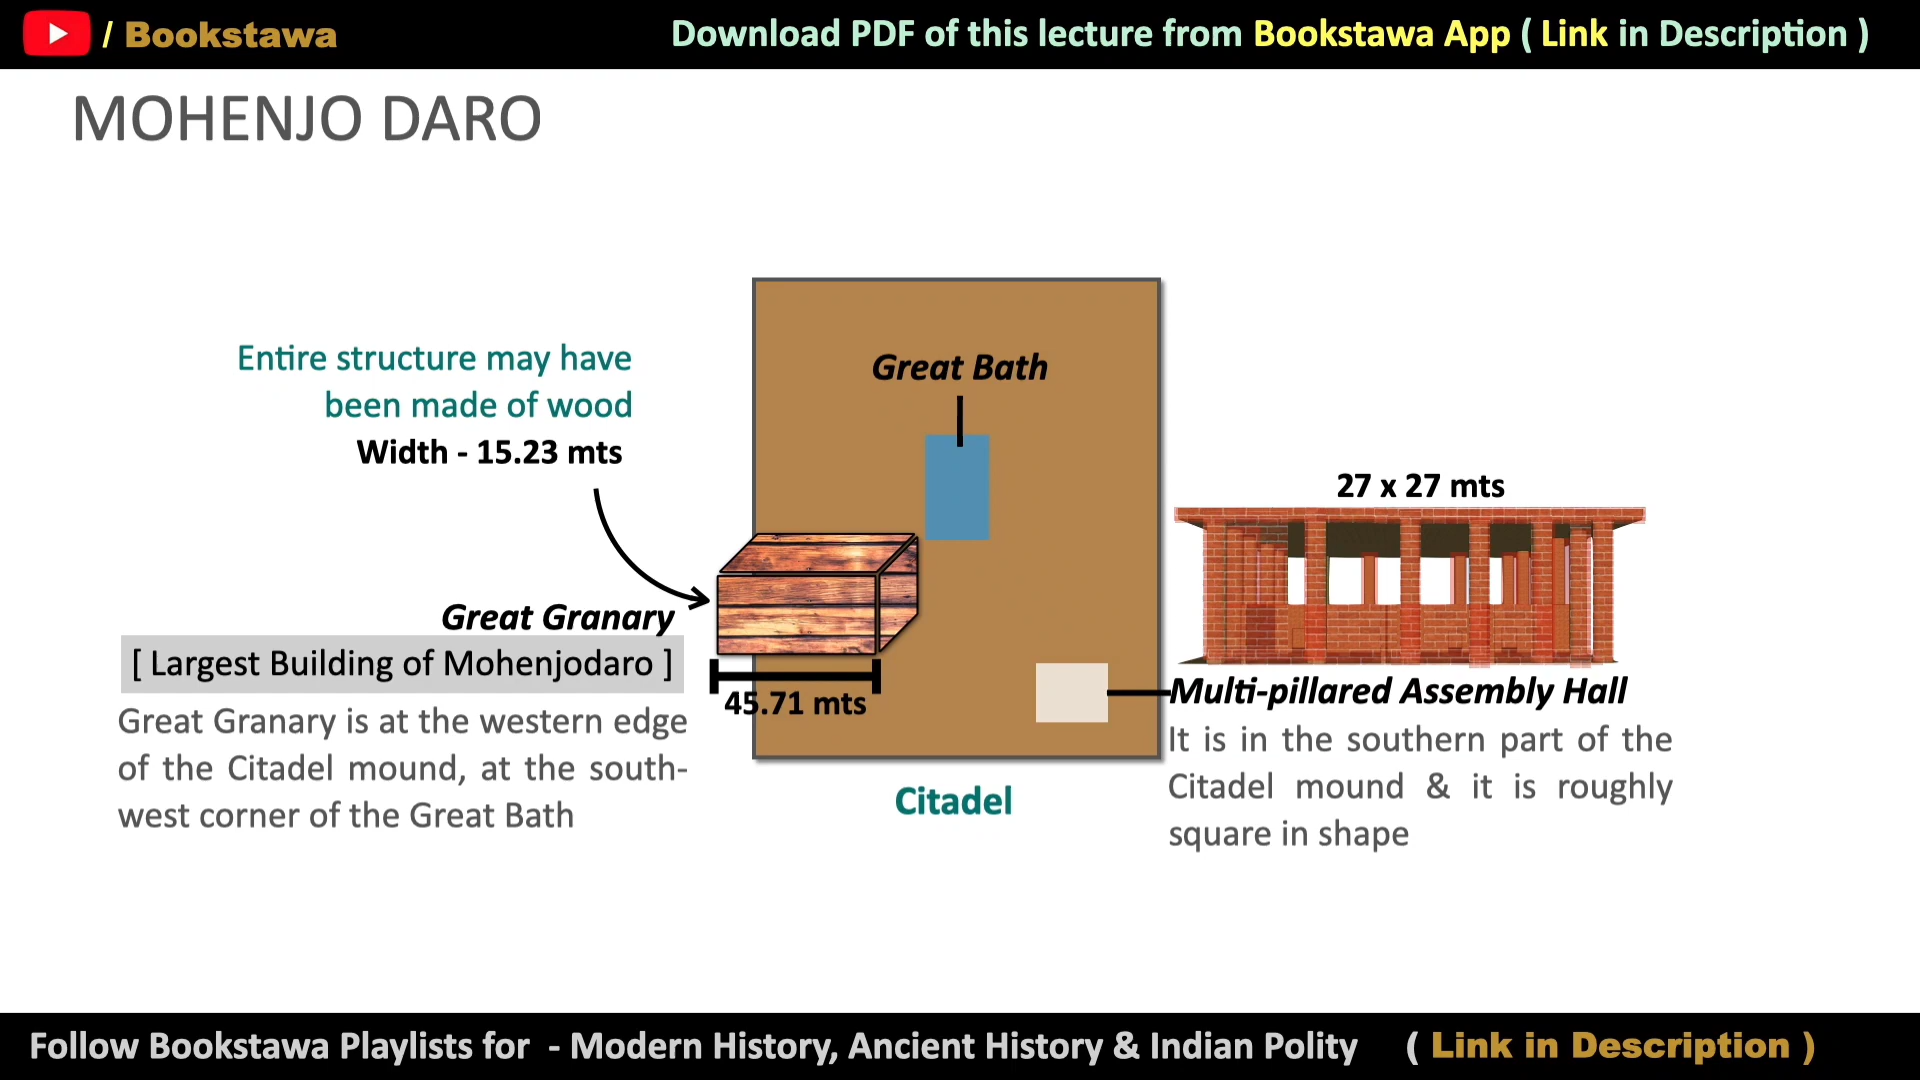 / Bookstawa
Download PDF of this lecture from Bookstawa App ( Link in Description )
MOHENJO DARO
Entire structure may have
been made of wood
Width - 15.23 mts
Great Granary
[ Largest Building of Mohenjodaro ]
Great Granary is at the western edge
of the Citadel mound, at the south-
west corner of the Great Bath
Great Bath
45.71 mts
Citadel
27 x 27 mts
Multi-pillared Assembly Hall
It is in the southern part of the
Citadel mound & it is roughly
square in shape
Follow Bookstawa Playlists for - Modern History, Ancient History & Indian Polity ( Link in Description )